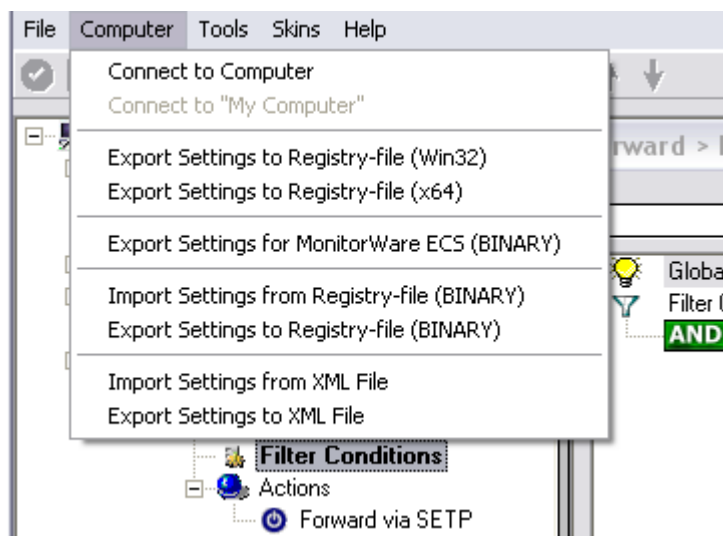 File Computer Tools Skins Help
Connect to Computer
Connect to "My Computer"
Export Settings to Registry-file (Win32)
Export Settings to Registry-file (x64)
Export Settings for MonitorWare ECS (BINARY)
Import Settings from Registry-file (BINARY)
Export Settings to Registry-file (BINARY)
Import Settings from XML File
Export Settings to XML File
rward >
Globa
Filter
AND
Filter Conditions
Actions
Forward via SETP